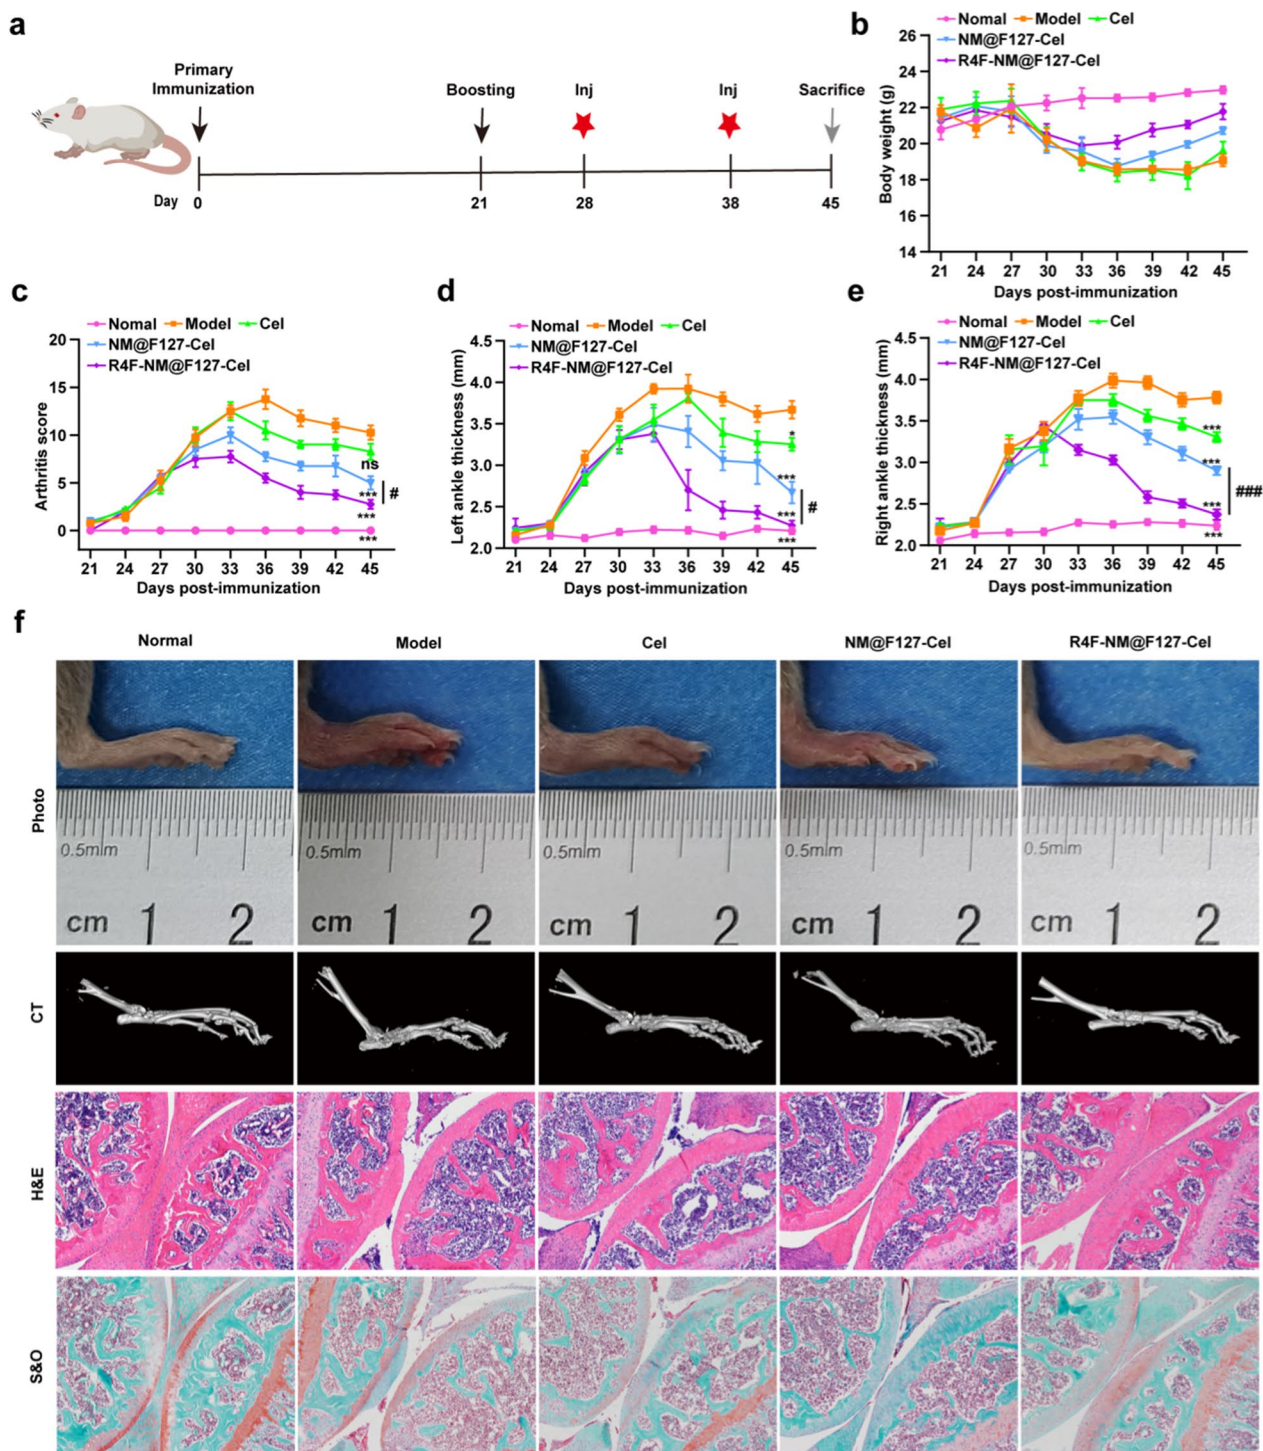 a
Primary
Immunization
Boosting
Inj
Inj
Sacrifice
Day 0 21 28 38 45
b
Nomal Model Cel
NM@F127-Cel
R4F-NM@F127-Cel
Body weight (g)
26
24
22
20
18
16
14
21 24 27 30 33 36 39 42 45
Days post-immunization
c
Nomal Model Cel
NM@F127-Cel
R4F-NM@F127-Cel
Arthritis score
20
15
10
5
0
ns
***
#
***
***
21 24 27 30 33 36 39 42 45
Days post-immunization
d
Nomal Model Cel
NM@F127-Cel
R4F-NM@F127-Cel
Left ankle thickness (mm)
4.5
4.0
3.5
3.0
2.5
2.0
*
***
#
***
***
21 24 27 30 33 36 39 42 45
Days post-immunization
e
Nomal Model Cel
NM@F127-Cel
R4F-NM@F127-Cel
Right ankle thickness (mm)
4.5
4.0
3.5
3.0
2.5
2.0
***
***
###
***
***
21 24 27 30 33 36 39 42 45
Days post-immunization
f
Normal Model Cel NM@F127-Cel R4F-NM@F127-Cel
Photo
0.5mm 0.5mm 0.5mm 0.5mm 0.5mm
cm 1 2 cm 1 2 cm 1 2 cm 1 2 cm 1 2
CT
H&E
S&O